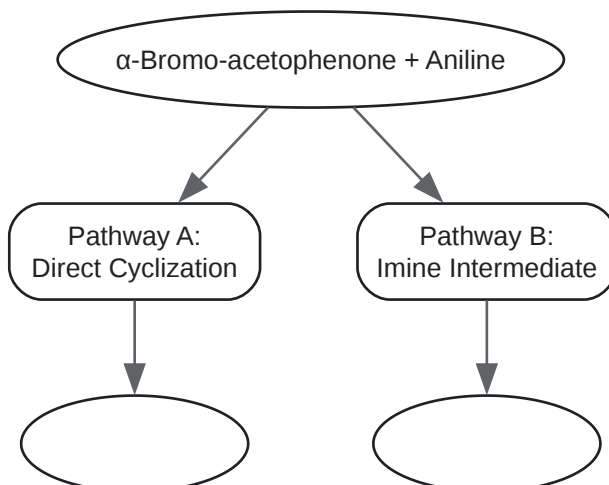 α-Bromo-acetophenone + Aniline
Pathway A:
Direct Cyclization
Pathway B:
Imine Intermediate